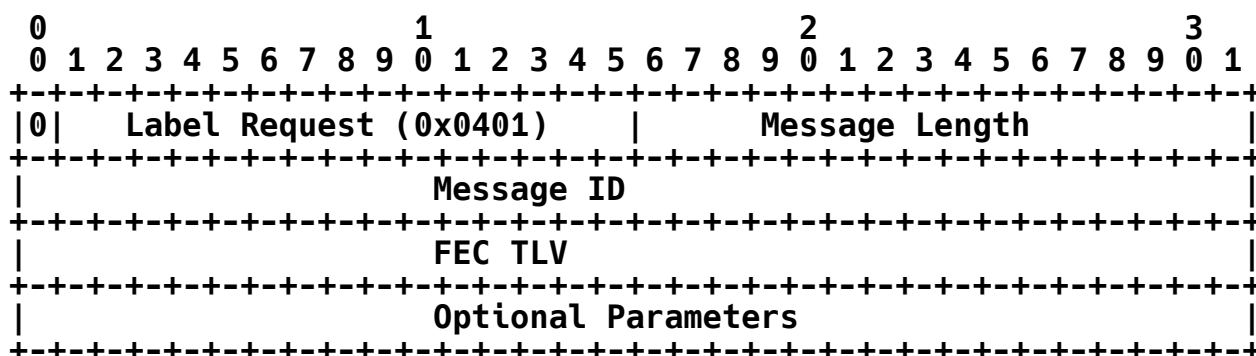 0                   1                   2                   3
 0 1 2 3 4 5 6 7 8 9 0 1 2 3 4 5 6 7 8 9 0 1 2 3 4 5 6 7 8 9 0 1
+-+-+-+-+-+-+-+-+-+-+-+-+-+-+-+-+-+-+-+-+-+-+-+-+-+-+-+-+-+-+-+-+
|0|   Label Request (0x0401)    |      Message Length           |
+-+-+-+-+-+-+-+-+-+-+-+-+-+-+-+-+-+-+-+-+-+-+-+-+-+-+-+-+-+-+-+-+
|                     Message ID                                |
+-+-+-+-+-+-+-+-+-+-+-+-+-+-+-+-+-+-+-+-+-+-+-+-+-+-+-+-+-+-+-+-+
|                     FEC TLV                                   |
+-+-+-+-+-+-+-+-+-+-+-+-+-+-+-+-+-+-+-+-+-+-+-+-+-+-+-+-+-+-+-+-+
|                     Optional Parameters                       |
+-+-+-+-+-+-+-+-+-+-+-+-+-+-+-+-+-+-+-+-+-+-+-+-+-+-+-+-+-+-+-+-+